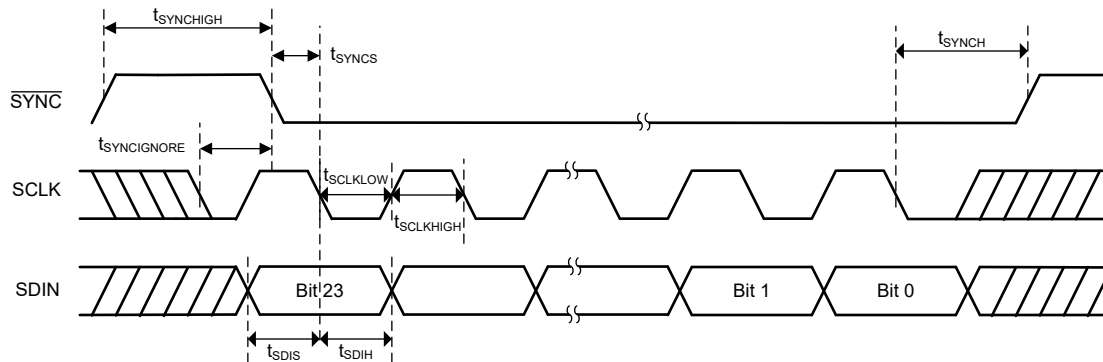 tSYNCHIGH
tSYNCS
tSYNCH
SYNC
tSYNCIGNORE
SCLK
tSCLKLOW
tSCLKHIGH
SDIN
Bit 23
Bit 1
Bit 0
tSDIS
tSDIH